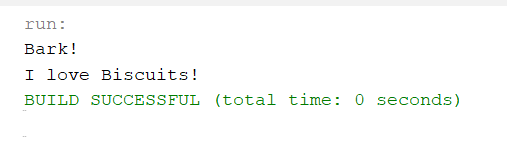 run:
Bark!
I love Biscuits!
BUILD SUCCESSFUL (total time: 0 seconds)